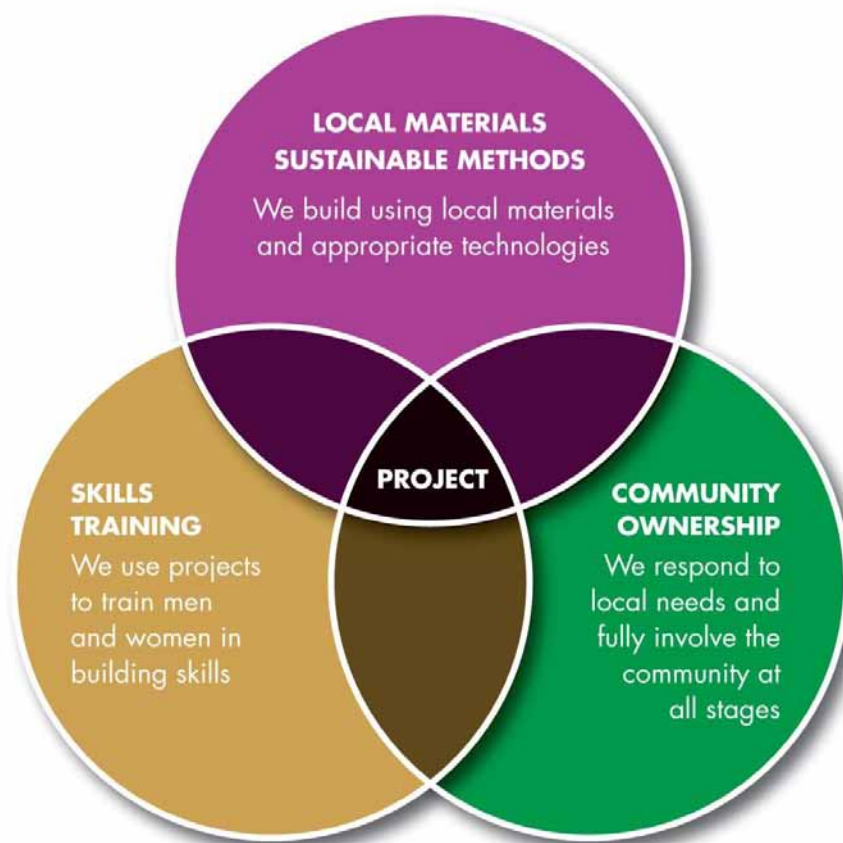 LOCAL MATERIALS
SUSTAINABLE METHODS
We build using local materials
and appropriate technologies
PROJECT
SKILLS
TRAINING
We use projects
to train men
and women in
building skills
COMMUNITY
OWNERSHIP
We respond to
local needs and
fully involve the
community at
all stages